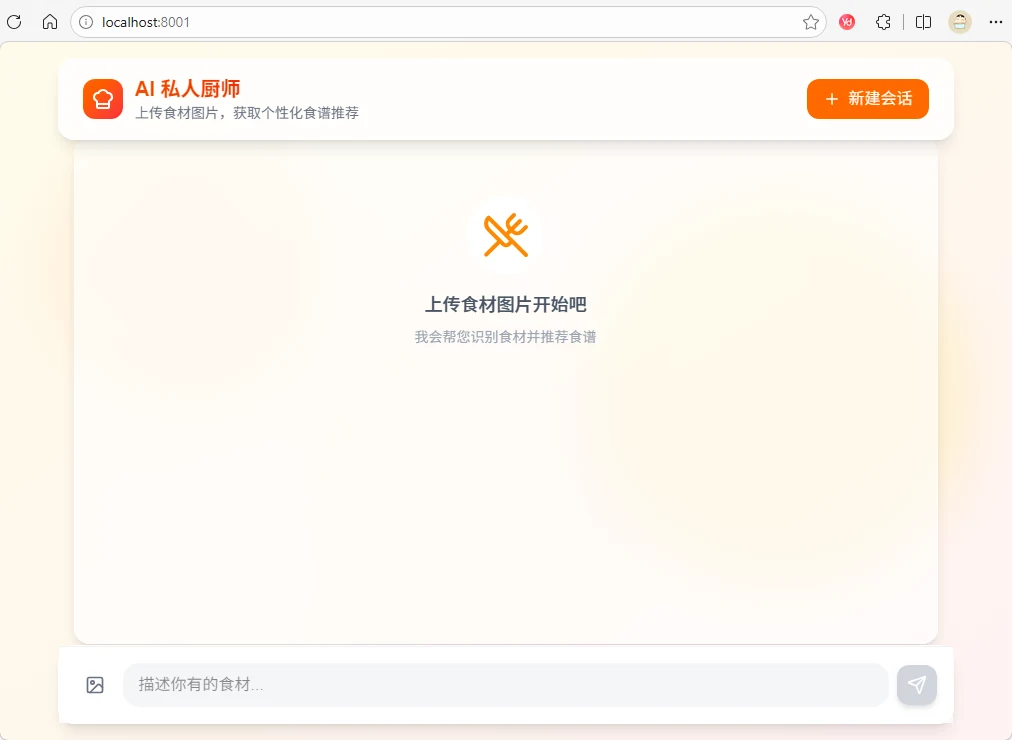 localhost:8001
AI 私人厨师
上传食材图片，获取个性化食谱推荐
新建会话
上传食材图片开始吧
我会帮您识别食材并推荐食谱
描述你有的食材...